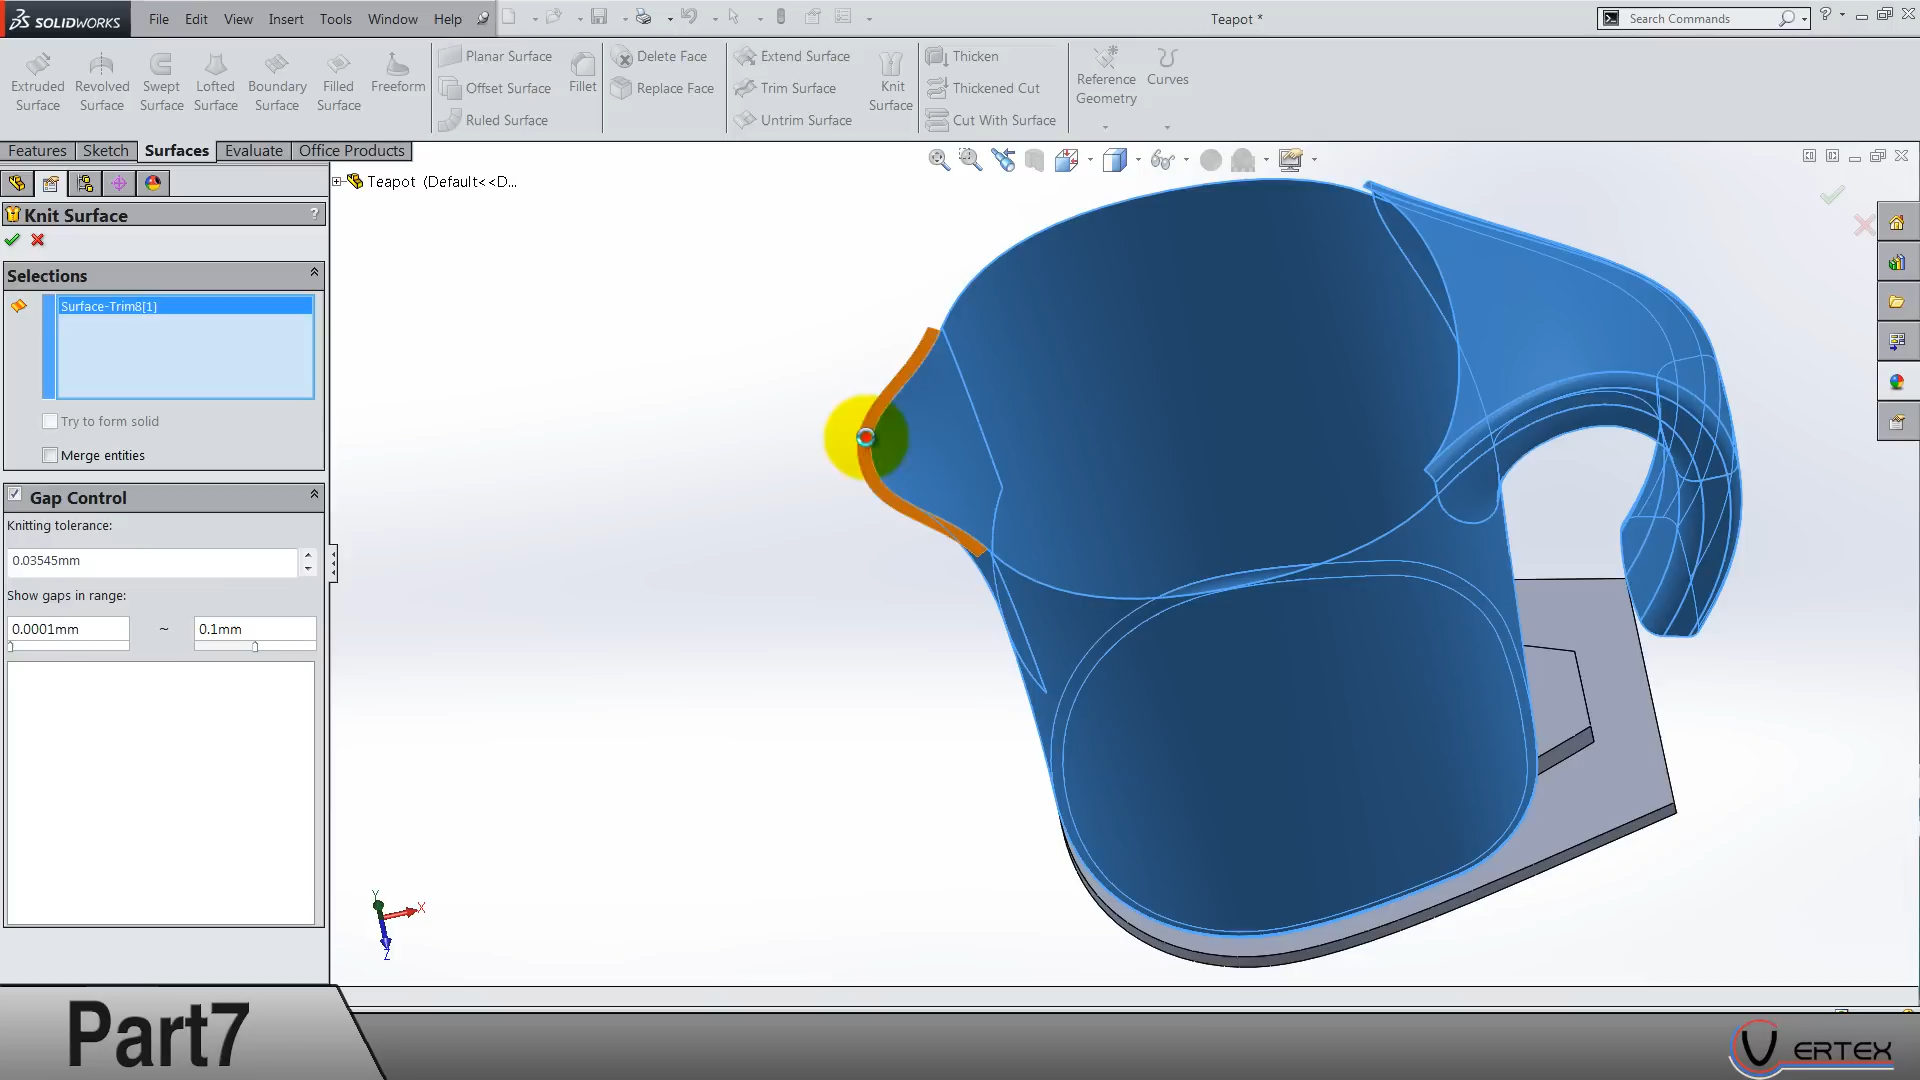 SOLIDWORKS File Edit View Insert Tools Window Help Teapot * Search Commands ?
Extruded Surface
Revolved Surface
Swept Surface
Lofted Surface
Boundary Surface
Filled Surface
Freeform
Planar Surface
Offset Surface
Ruled Surface
Fillet
Delete Face
Replace Face
Extend Surface
Trim Surface
Untrim Surface
Knit Surface
Thicken
Thickened Cut
Cut With Surface
Reference Geometry
Curves
Features Sketch Surfaces Evaluate Office Products
Teapot (Default<<D...
Knit Surface ?
Selections
Surface-Trim8[1]
Try to form solid
Merge entities
Gap Control
Knitting tolerance:
0.03545mm
Show gaps in range:
0.0001mm ~ 0.1mm
Y
X
Z
Part7
VERTEX